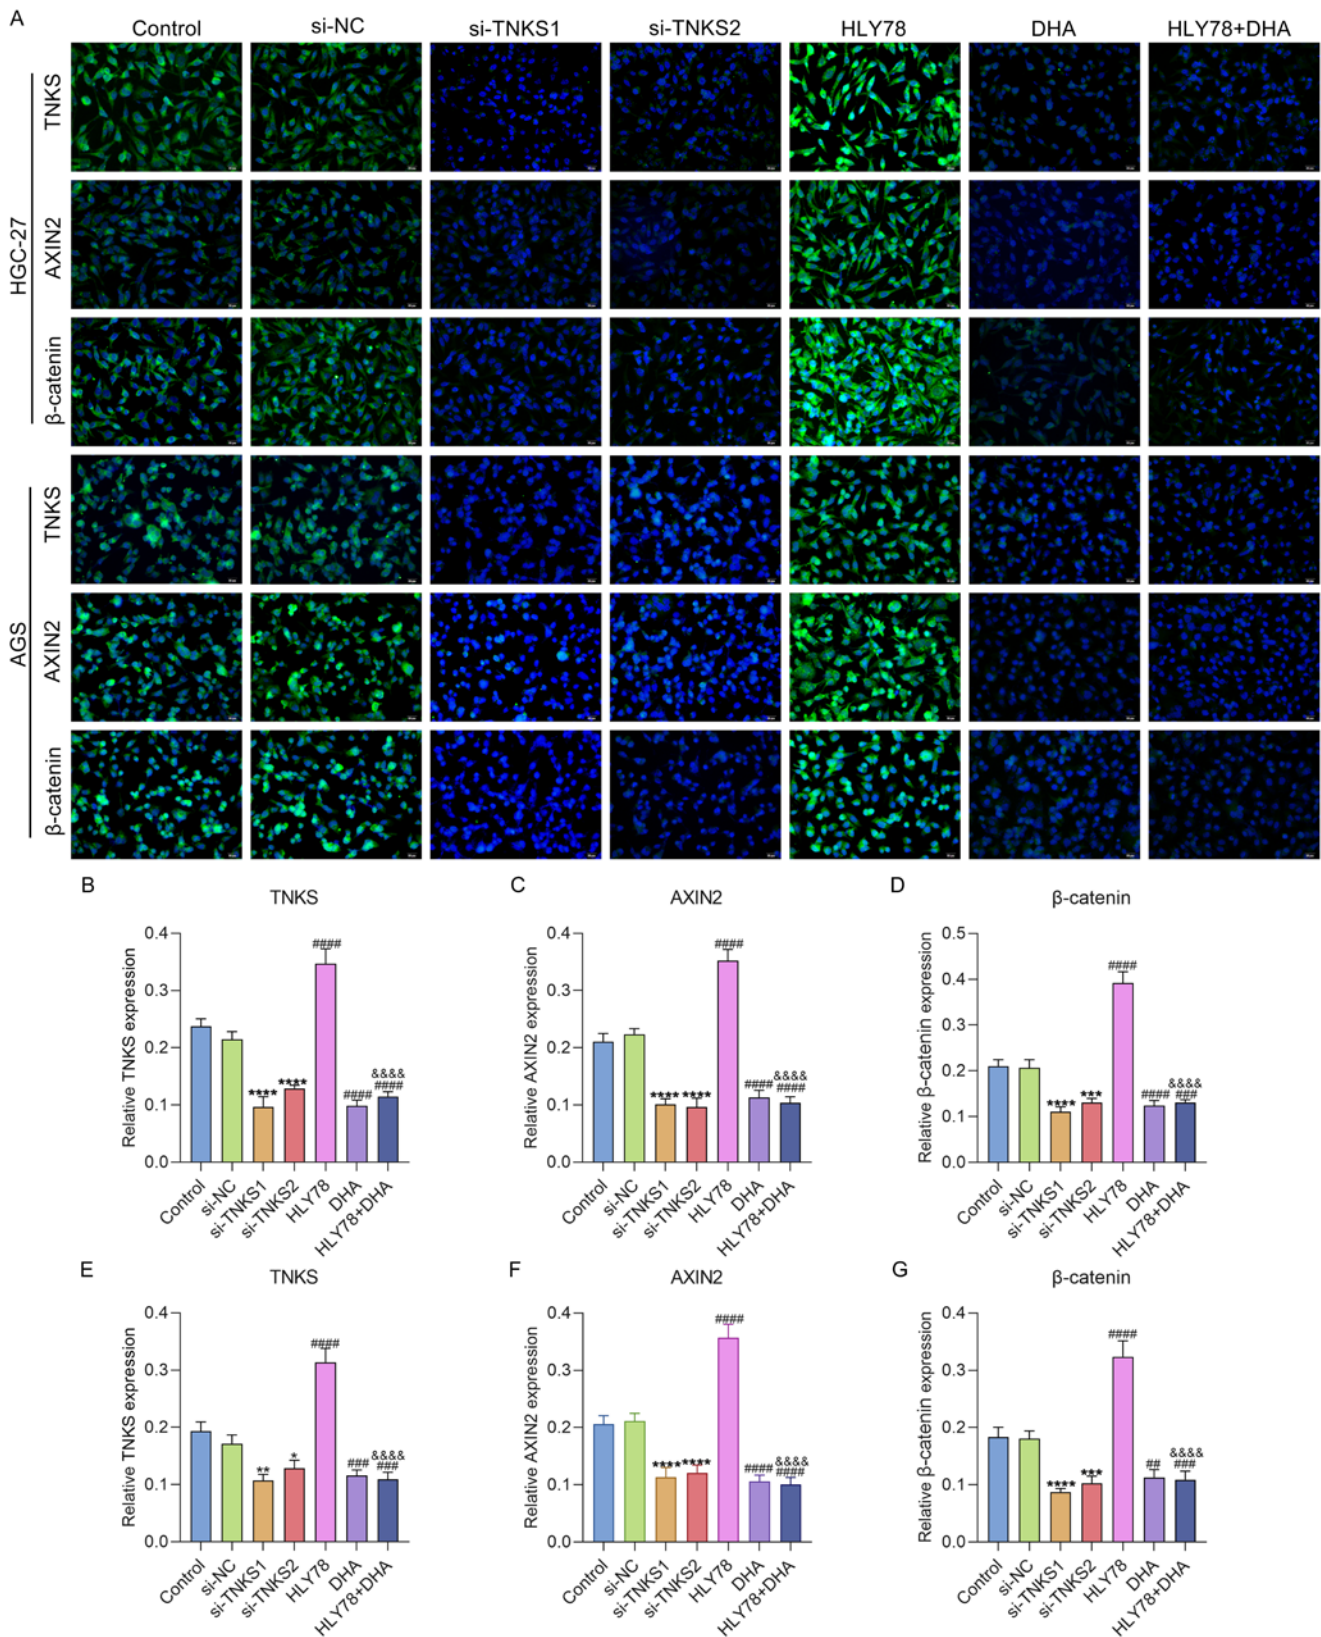 A
Control si-NC si-TNKS1 si-TNKS2 HLY78 DHA HLY78+DHA
HGC-27
TNKS
AXIN2
β-catenin
AGS
TNKS
AXIN2
β-catenin
B
TNKS
Relative TNKS expression
0.4
0.3
0.2
0.1
0.0
**** **** #### #### &&&&
####
Control si-NC si-TNKS1 si-TNKS2 HLY78 DHA HLY78+DHA
C
AXIN2
Relative AXIN2 expression
0.4
0.3
0.2
0.1
0.0
**** **** #### #### &&&&
####
Control si-NC si-TNKS1 si-TNKS2 HLY78 DHA HLY78+DHA
D
β-catenin
Relative β-catenin expression
0.5
0.4
0.3
0.2
0.1
0.0
**** *** #### #### &&&&
###
Control si-NC si-TNKS1 si-TNKS2 HLY78 DHA HLY78+DHA
E
TNKS
Relative TNKS expression
0.4
0.3
0.2
0.1
0.0
** * #### ### &&&&
###
Control si-NC si-TNKS1 si-TNKS2 HLY78 DHA HLY78+DHA
F
AXIN2
Relative AXIN2 expression
0.4
0.3
0.2
0.1
0.0
**** **** #### #### &&&&
####
Control si-NC si-TNKS1 si-TNKS2 HLY78 DHA HLY78+DHA
G
β-catenin
Relative β-catenin expression
0.4
0.3
0.2
0.1
0.0
**** *** #### ## &&&&
###
Control si-NC si-TNKS1 si-TNKS2 HLY78 DHA HLY78+DHA